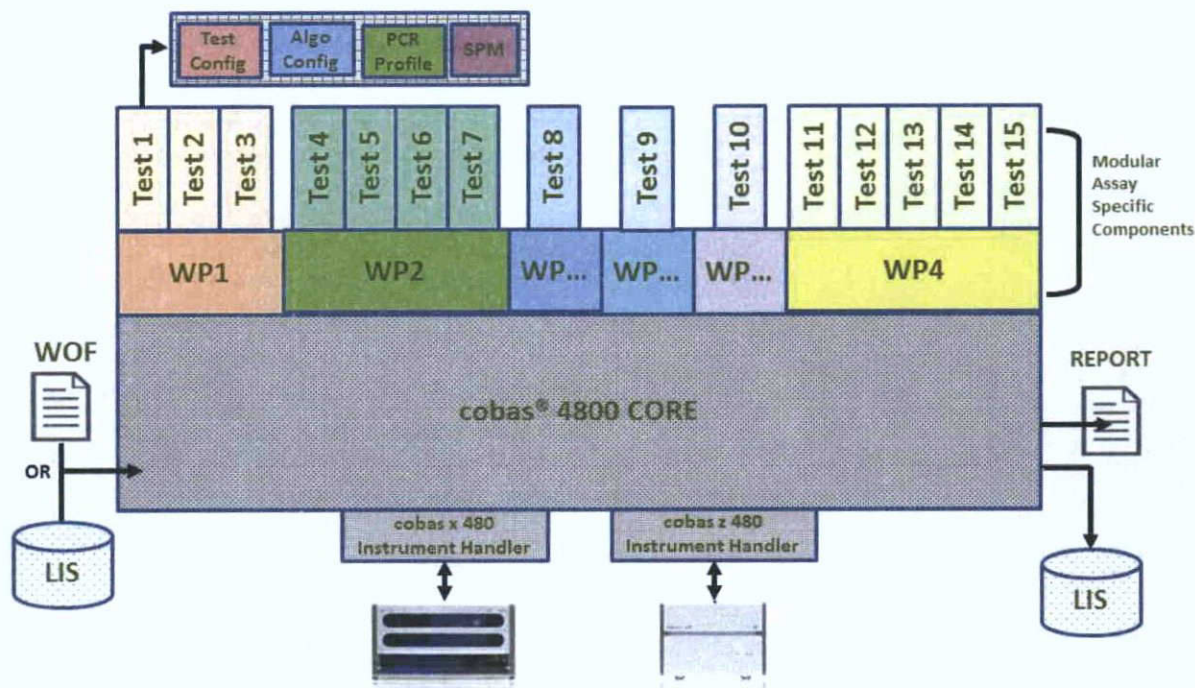 Test
Config
Algo
Config
PCR
Profile
SPM
Test 1
Test 2
Test 3
Test 4
Test 5
Test 6
Test 7
Test 8
Test 9
Test 10
Test 11
Test 12
Test 13
Test 14
Test 15
Modular
Assay
Specific
Components
WP1
WP2
WP...
WP...
WP...
WP4
WOF
OR
LIS
cobas® 4800 CORE
REPORT
LIS
cobas x 480
Instrument Handler
cobas z 480
Instrument Handler